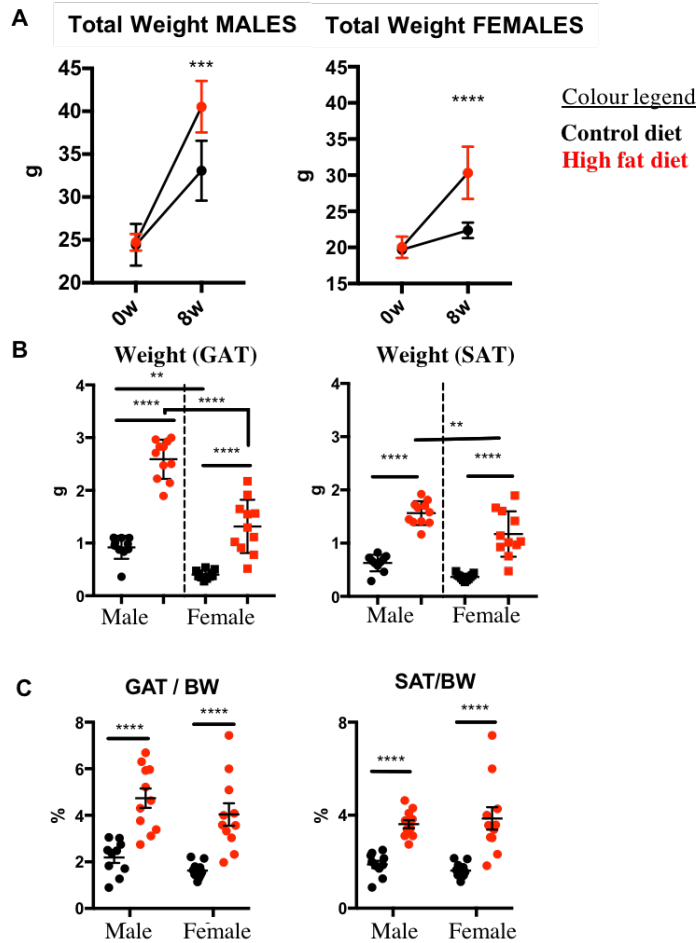 A
Total Weight MALES
Total Weight FEMALES
45
40
35
30
25
20
g
***
0w
8w
45
40
35
30
25
20
15
g
****
0w
8w
Colour legend
Control diet
High fat diet
B
Weight (GAT)
4
3
2
1
0
g
**
****
****
****
Male
Female
Weight (SAT)
4
3
2
1
0
g
**
****
****
Male
Female
C
GAT / BW
8
6
4
2
0
%
****
****
Male
Female
SAT/BW
8
4
0
%
****
****
Male
Female